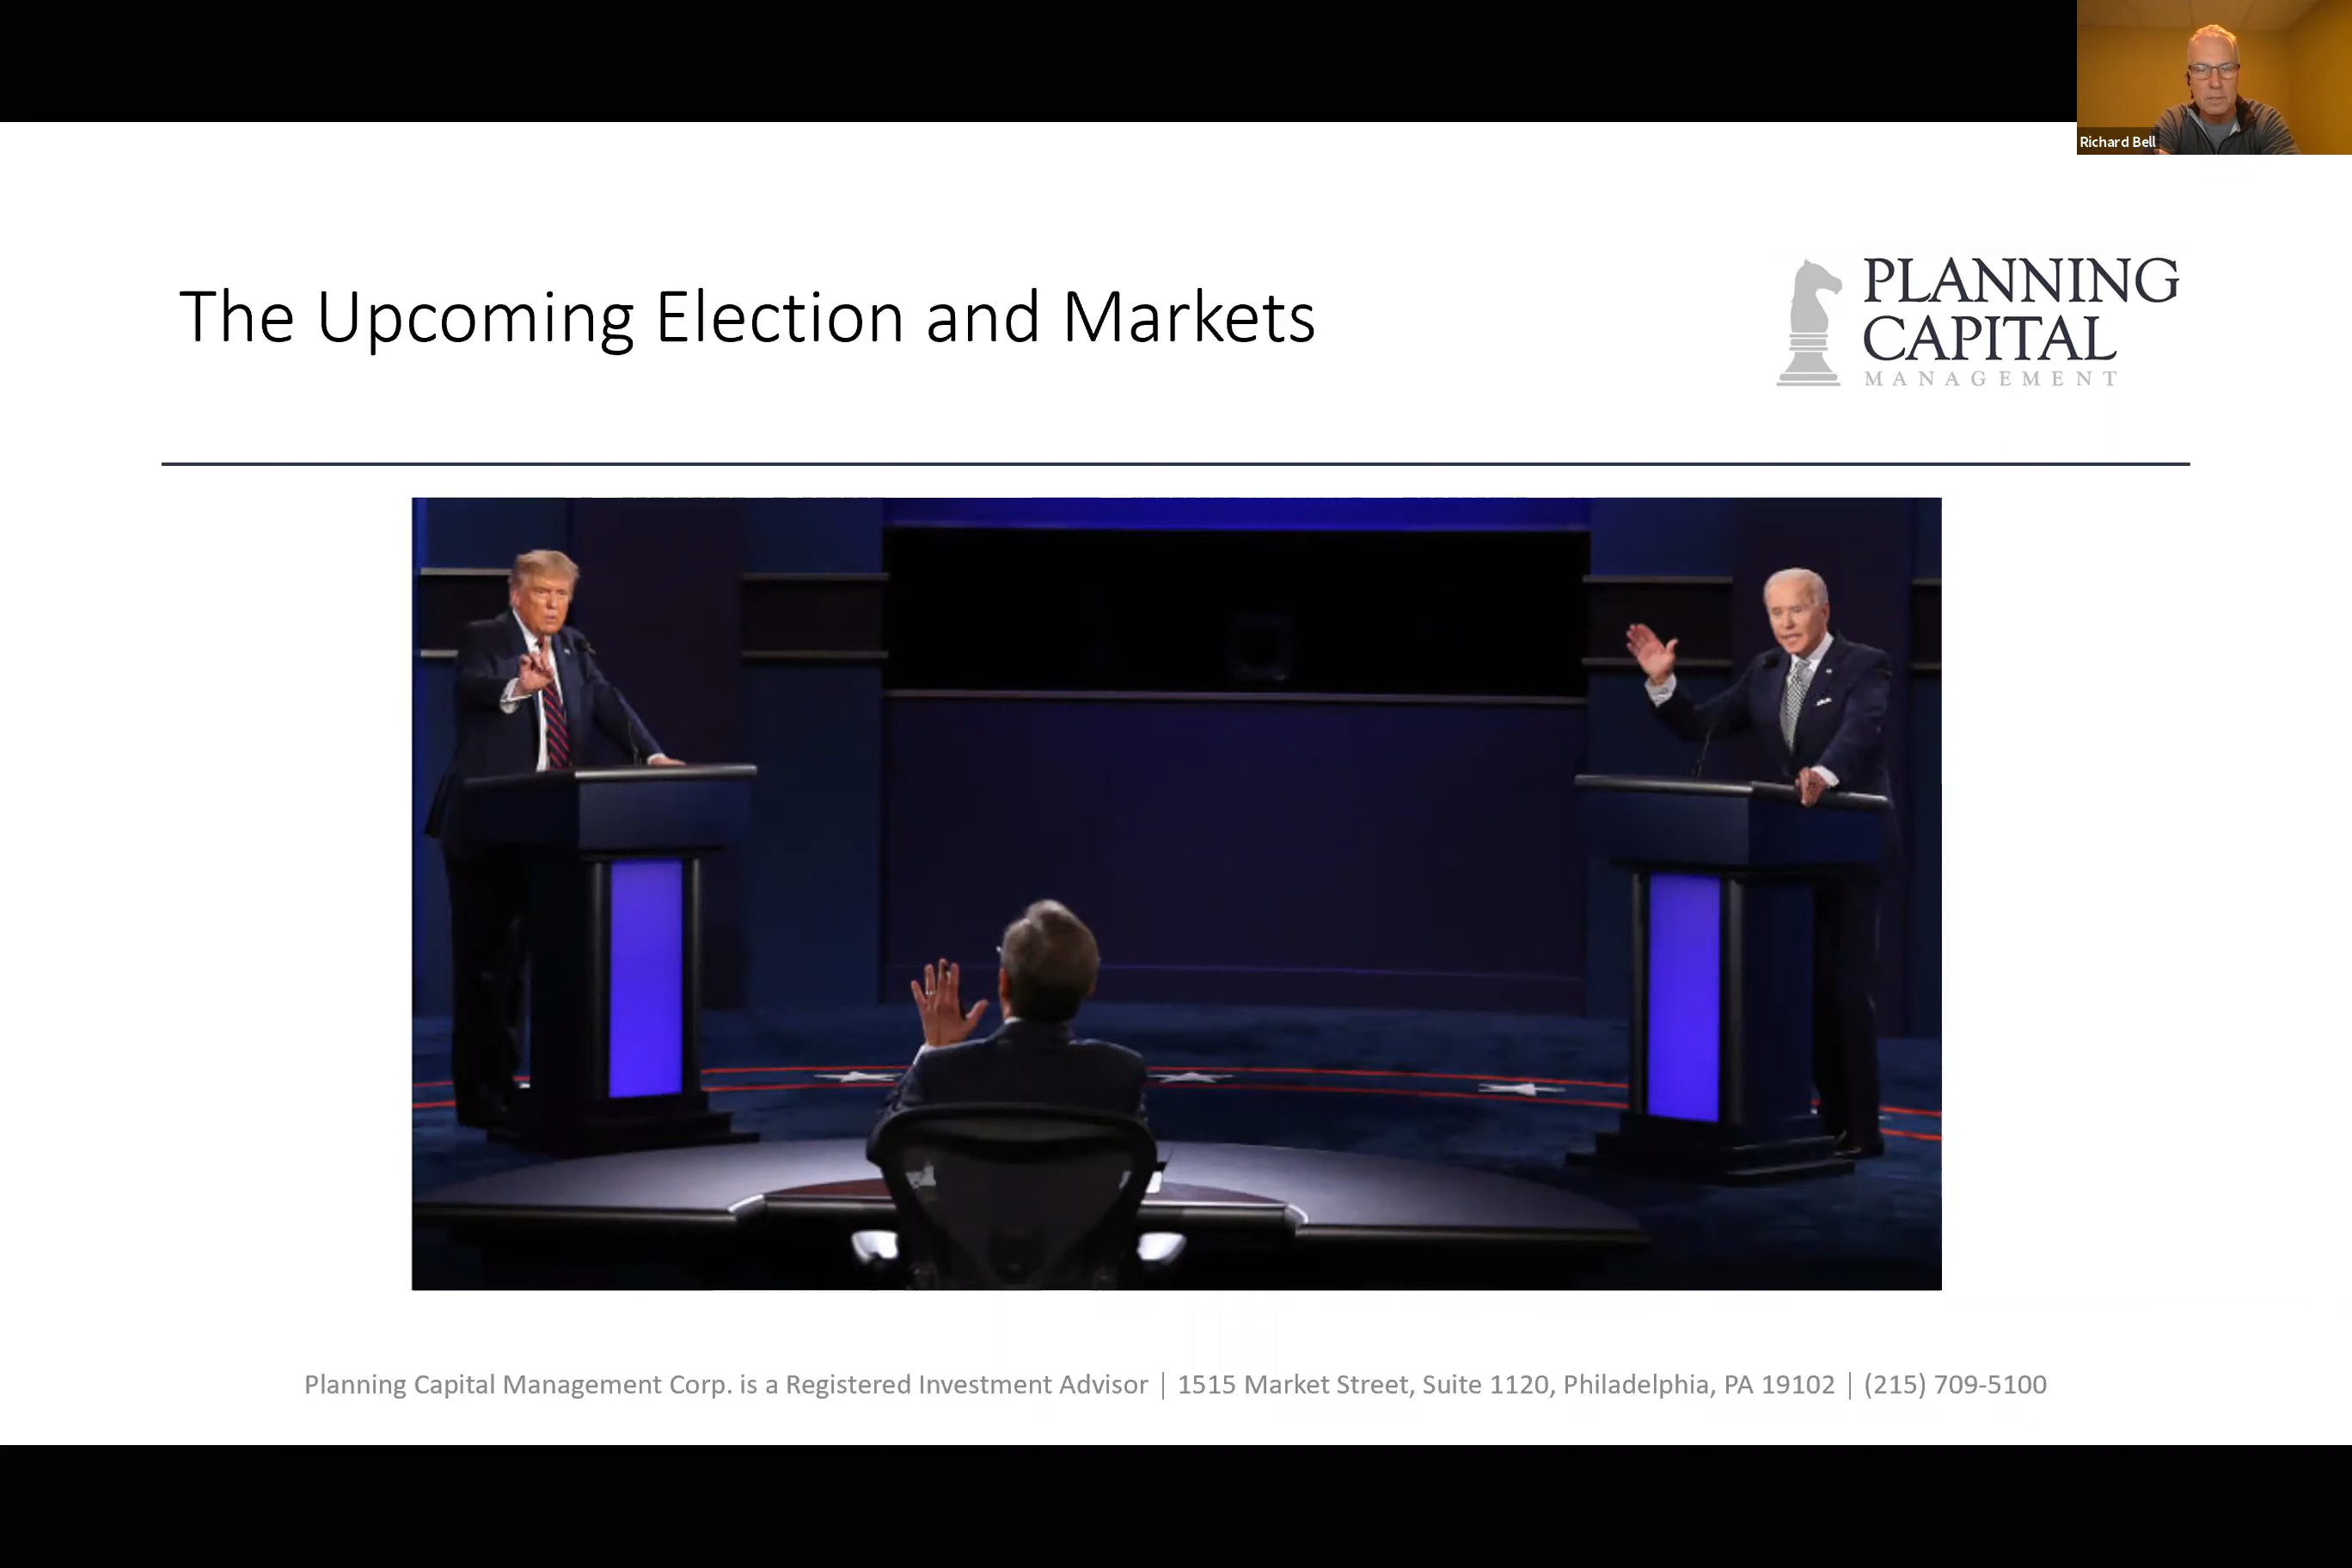 Richard Bell
The Upcoming Election and Markets
PLANNING
CAPITAL
MANAGEMENT
Planning Capital Management Corp. is a Registered Investment Advisor | 1515 Market Street, Suite 1120, Philadelphia, PA 19102 | (215) 709-5100